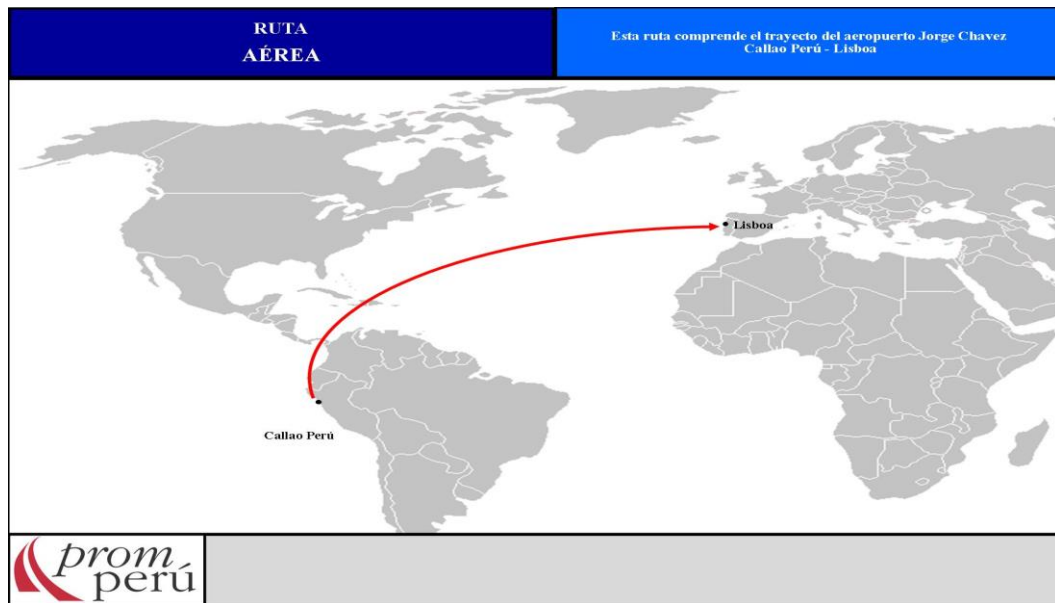 RUTA
AÉREA
Esta ruta comprende el trayecto del aeropuerto Jorge Chavez
Callao Perú - Lisboa
Lisboa
Callao Perú
prom
perú